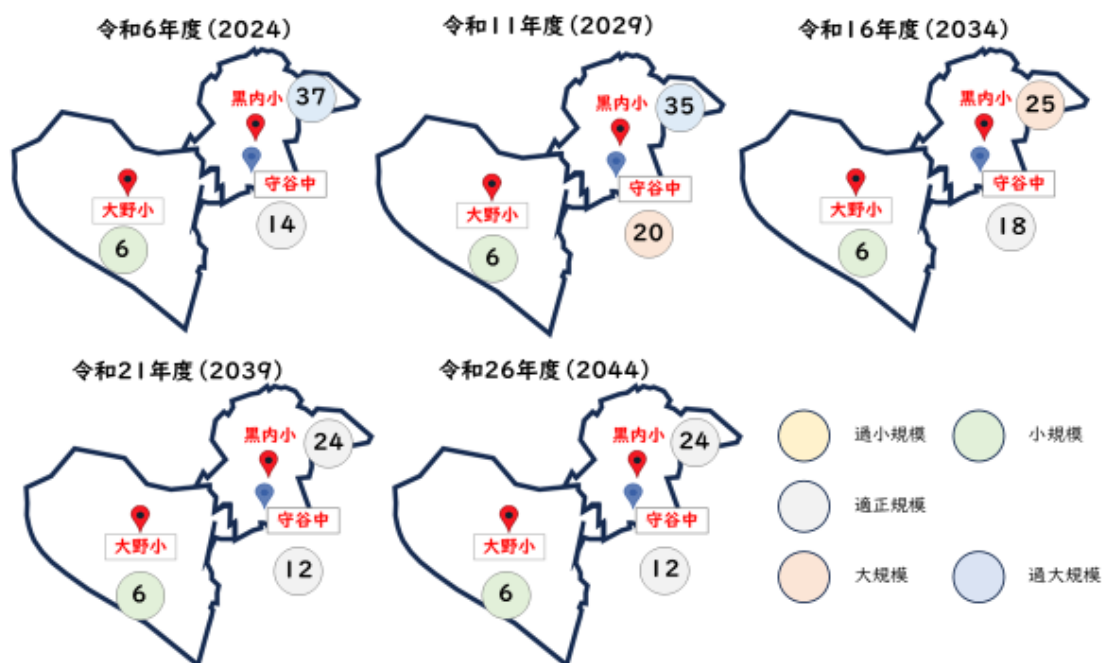 令和6年度(2024)
黒内小
37
守谷中
14
大野小
6
令和11年度(2029)
黒内小
35
守谷中
20
大野小
6
令和16年度(2034)
黒内小
25
守谷中
18
大野小
6
令和21年度(2039)
黒内小
24
守谷中
12
大野小
6
令和26年度(2044)
黒内小
24
守谷中
12
大野小
6
過小規模
小規模
適正規模
大規模
過大規模